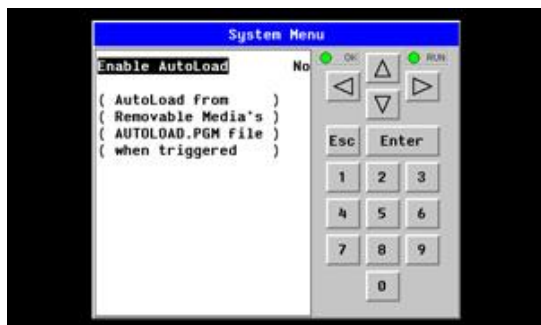 System Menu
Enable AutoLoad No
( AutoLoad from )
( Removable Media's )
( AUTOLOAD.PGM file )
( when triggered )
OK RUN
Esc Enter
1 2 3
4 5 6
7 8 9
0